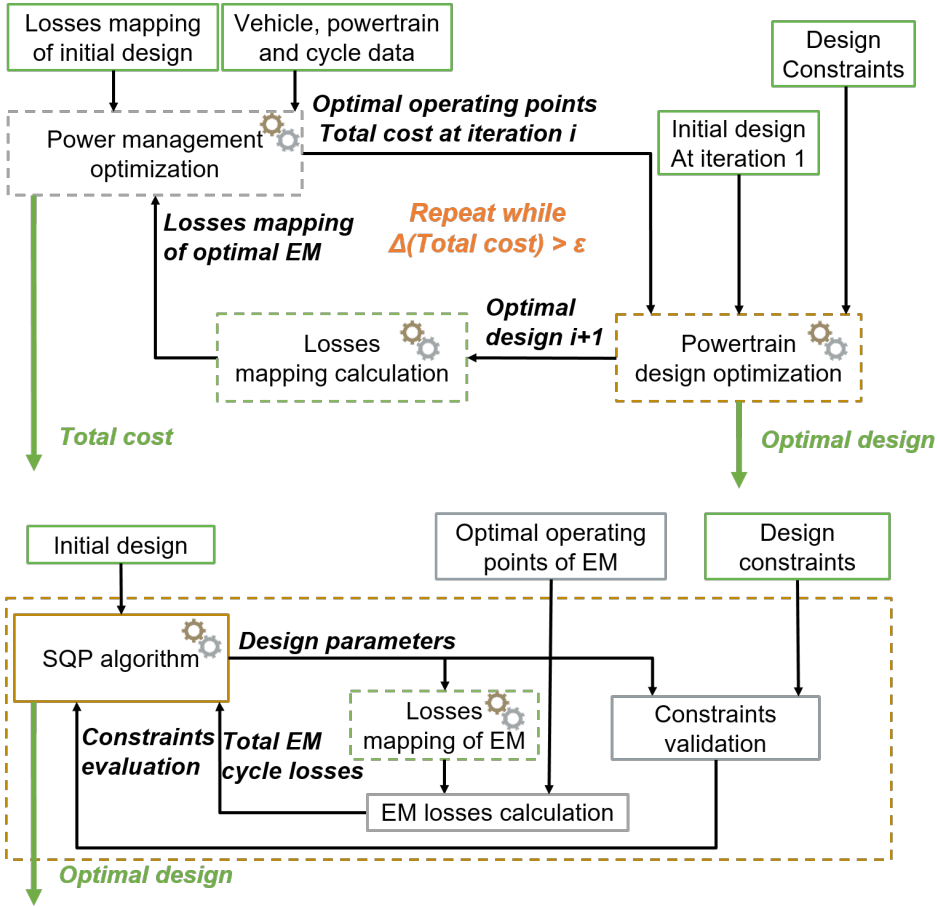 Losses mapping
of initial design
Vehicle, powertrain
and cycle data
Design
Constraints
Optimal operating points
Total cost at iteration i
Initial design
At iteration 1
Power management
optimization
Losses mapping
of optimal EM
Repeat while
Δ(Total cost) > ε
Optimal
design i+1
Losses
mapping calculation
Powertrain
design optimization
Total cost
Optimal design
Initial design
Optimal operating
points of EM
Design
constraints
SQP algorithm
Design parameters
Losses
mapping of EM
Constraints
validation
Constraints
evaluation
Total EM
cycle losses
EM losses calculation
Optimal design